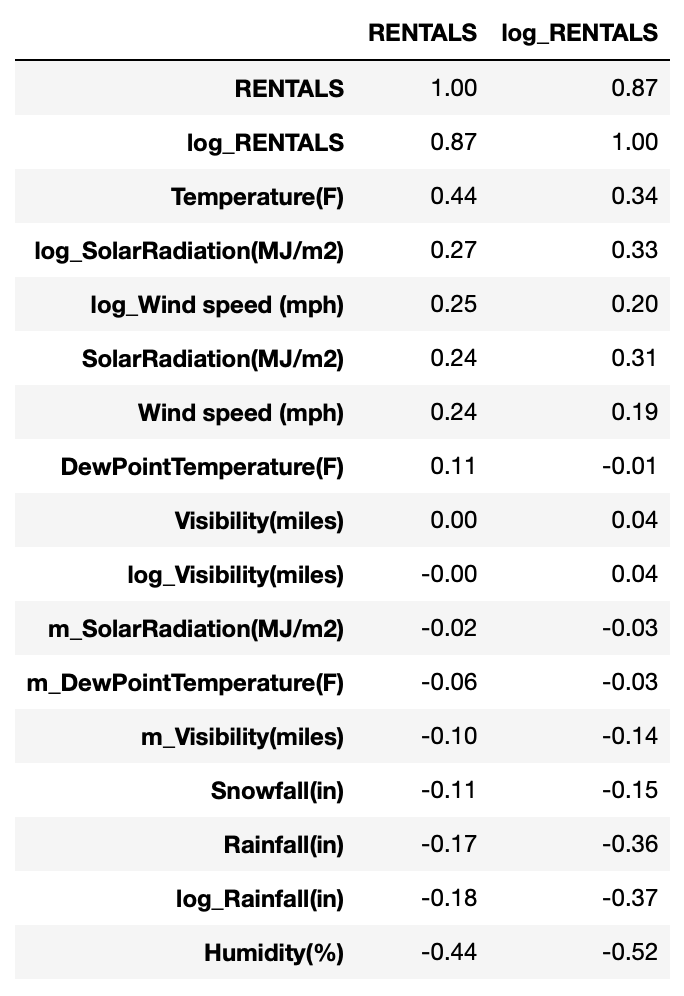 RENTALS log_RENTALS
RENTALS 1.00 0.87
log_RENTALS 0.87 1.00
Temperature(F) 0.44 0.34
log_SolarRadiation(MJ/m2) 0.27 0.33
log_Wind speed (mph) 0.25 0.20
SolarRadiation(MJ/m2) 0.24 0.31
Wind speed (mph) 0.24 0.19
DewPointTemperature(F) 0.11 -0.01
Visibility(miles) 0.00 0.04
log_Visibility(miles) -0.00 0.04
m_SolarRadiation(MJ/m2) -0.02 -0.03
m_DewPointTemperature(F) -0.06 -0.03
m_Visibility(miles) -0.10 -0.14
Snowfall(in) -0.11 -0.15
Rainfall(in) -0.17 -0.36
log_Rainfall(in) -0.18 -0.37
Humidity(%) -0.44 -0.52